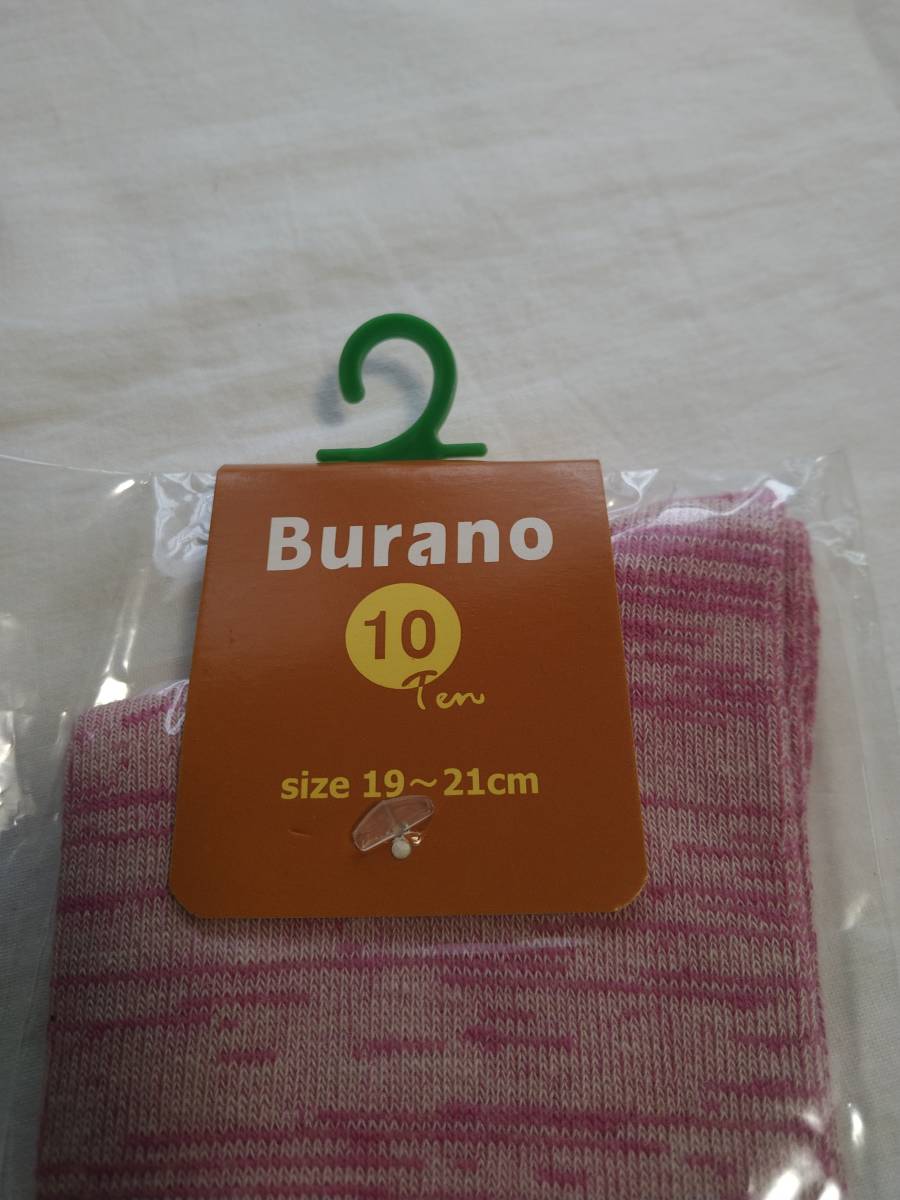 Burano
10
Ten
size 19～21cm